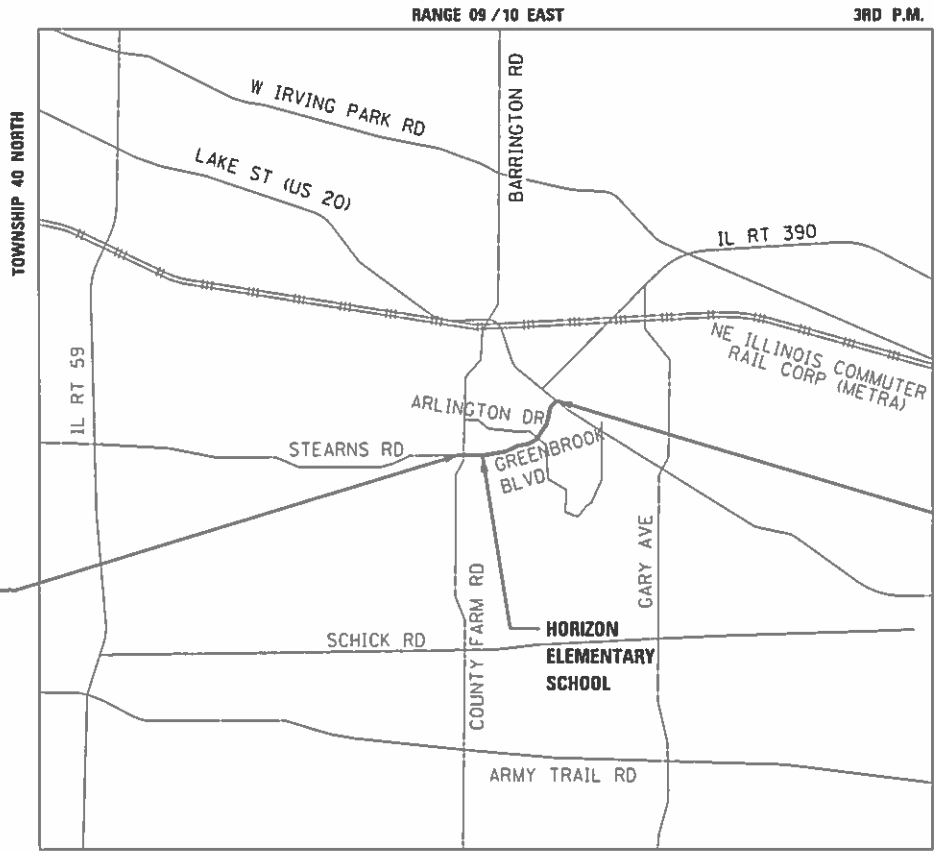 RANGE 09 / 10 EAST
3RD P.M.
TOWNSHIP 40 NORTH
W IRVING PARK RD
BARRINGTON RD
LAKE ST (US 20)
IL RT 390
NE ILLINOIS COMMUTER
RAIL CORP (METRA)
IL RT 59
ARLINGTON DR
STEARNS RD
GREENBROOK
BLVD
GARY AVE
COUNTY FARM RD
HORIZON
ELEMENTARY
SCHOOL
SCHICK RD
ARMY TRAIL RD